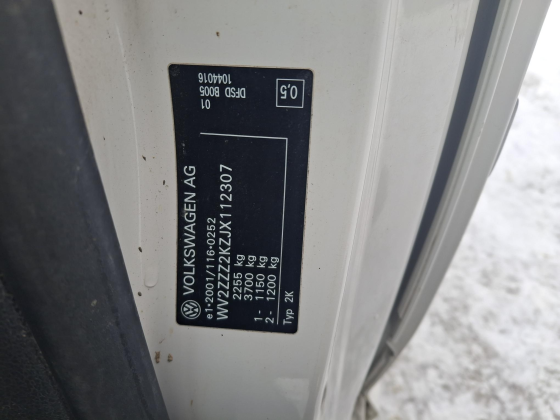 VOLKSWAGEN AG
e1*2001/116*0252
WV2ZZZ2KZJX112307
2255 kg
3700 kg
1- 1150 kg
2- 1200 kg
Typ 2K
01
DFSD B005
1044016
0,5